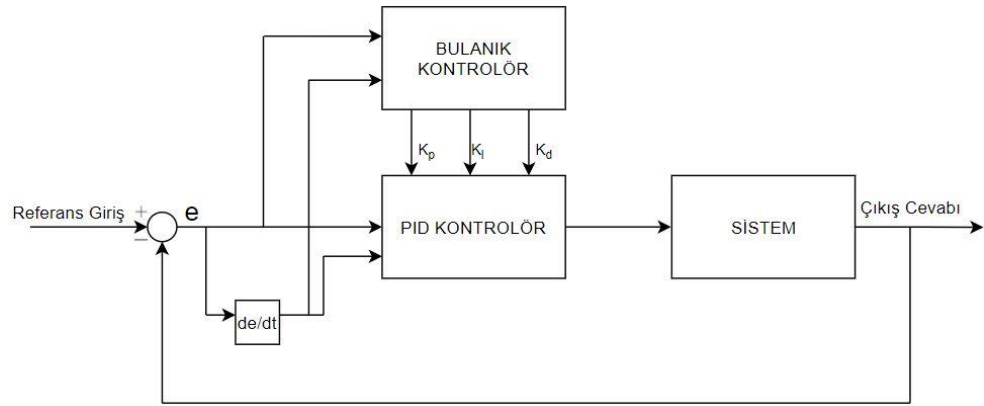 BULANIK
KONTROLÖR
Kp
Ki
Kd
Referans Giriş
+
−
e
PID KONTROLÖR
SİSTEM
Çıkış Cevabı
de/dt